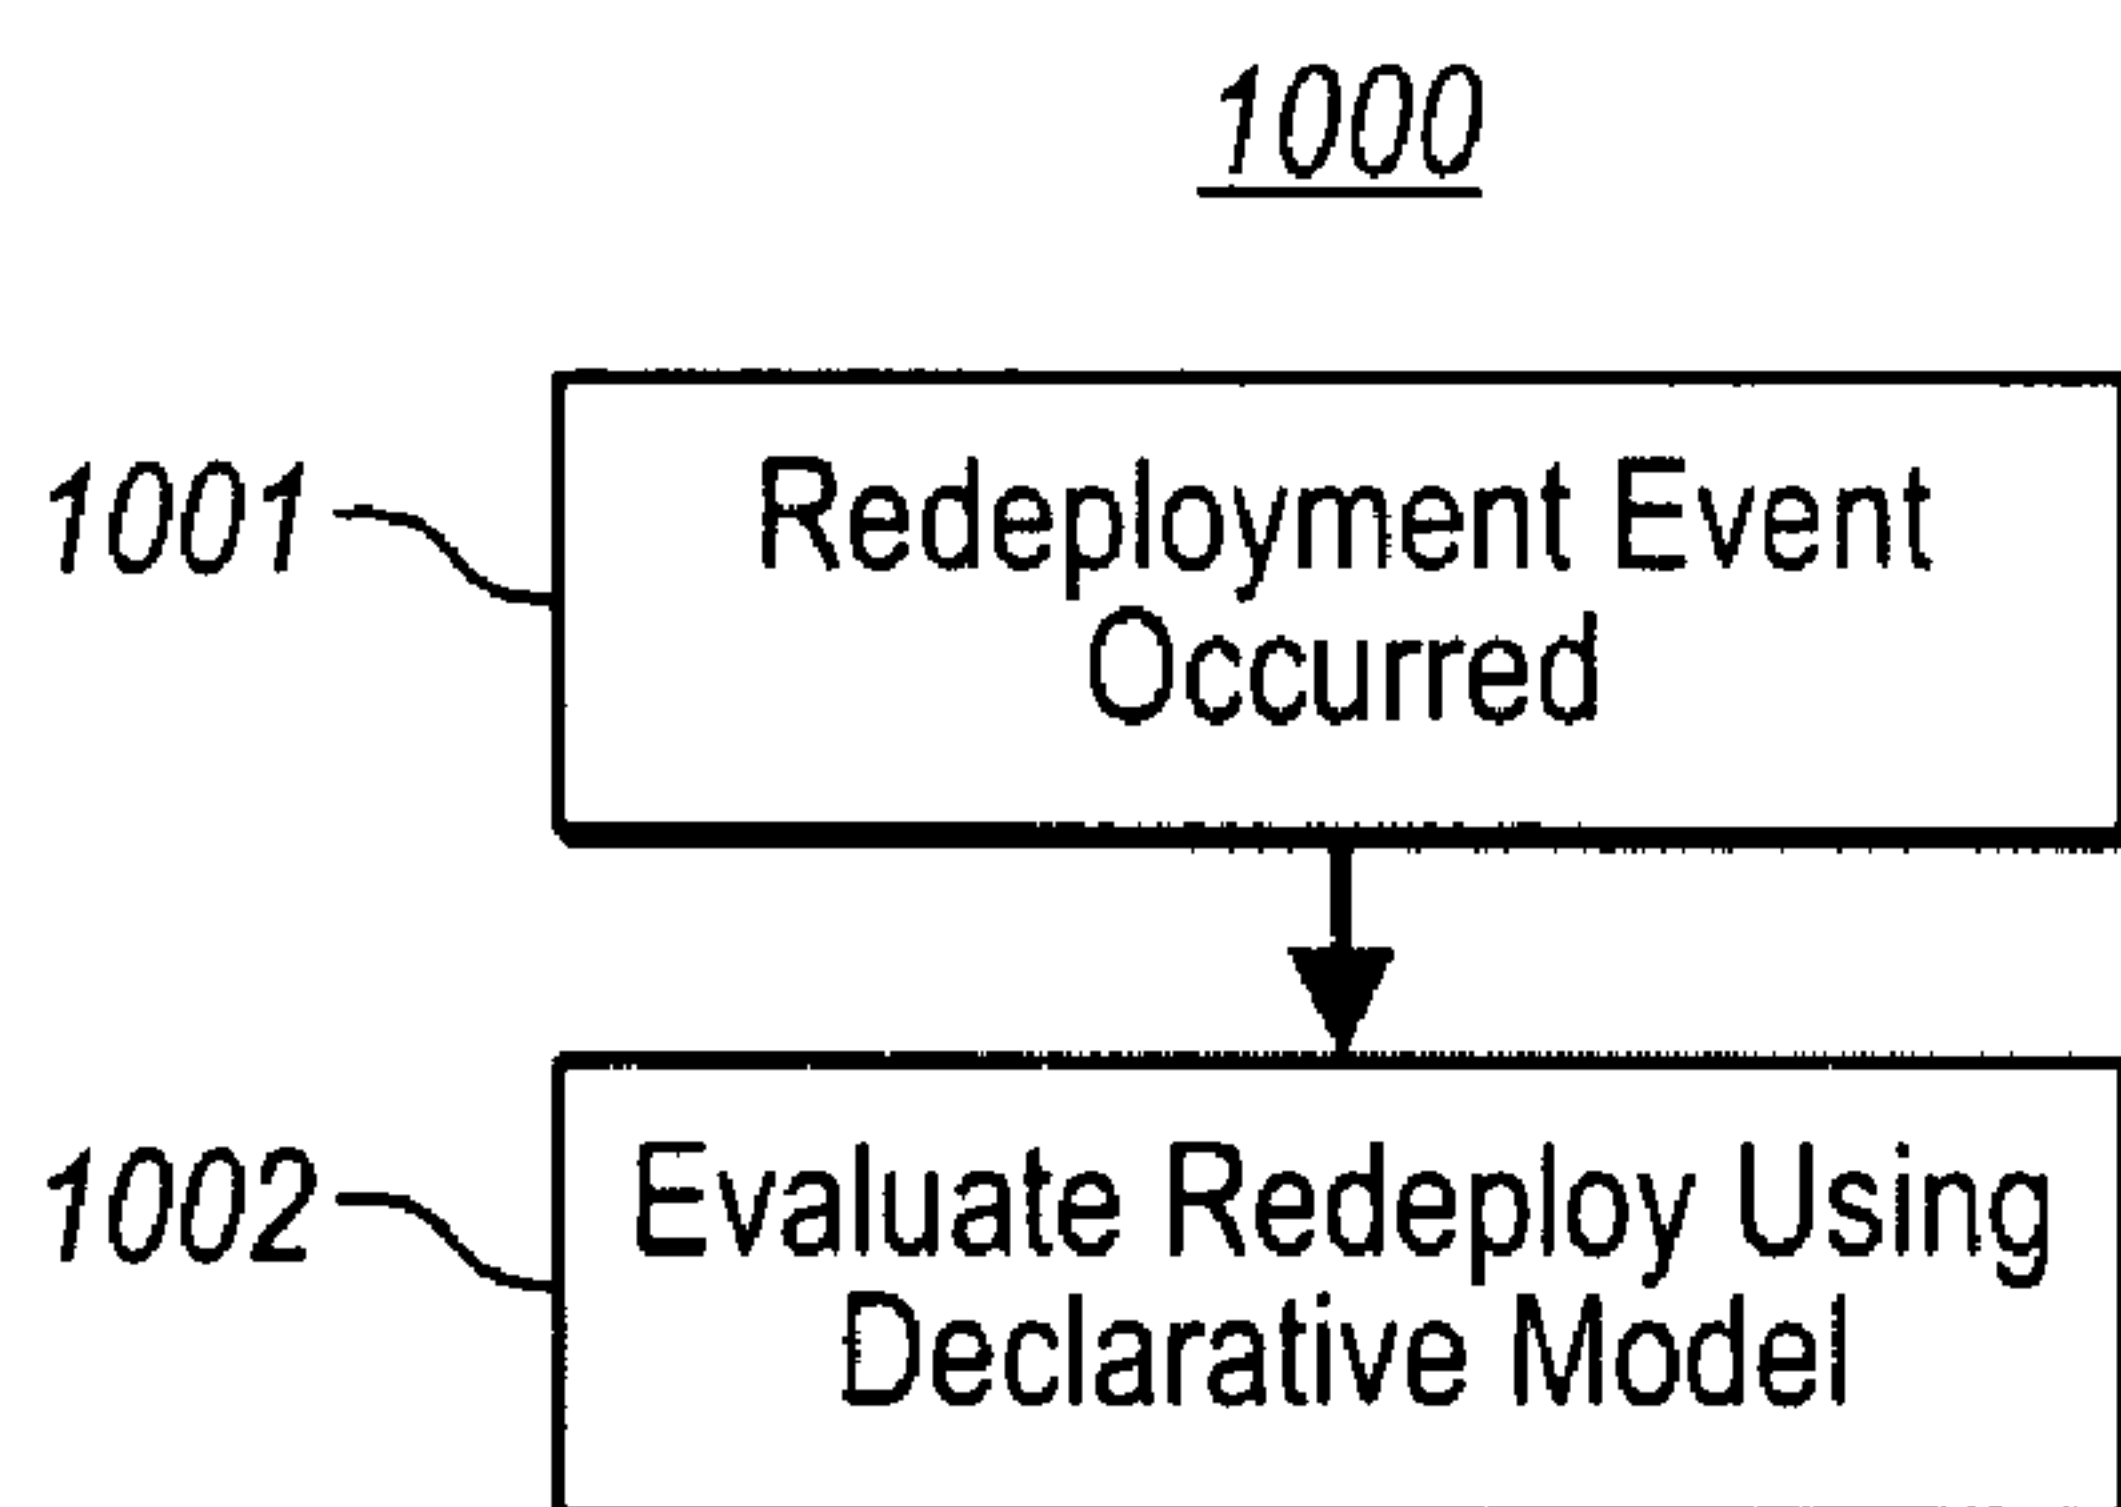 1000
1001
Redeployment Event
Occurred
1002
Evaluate Redeploy Using
Declarative Model